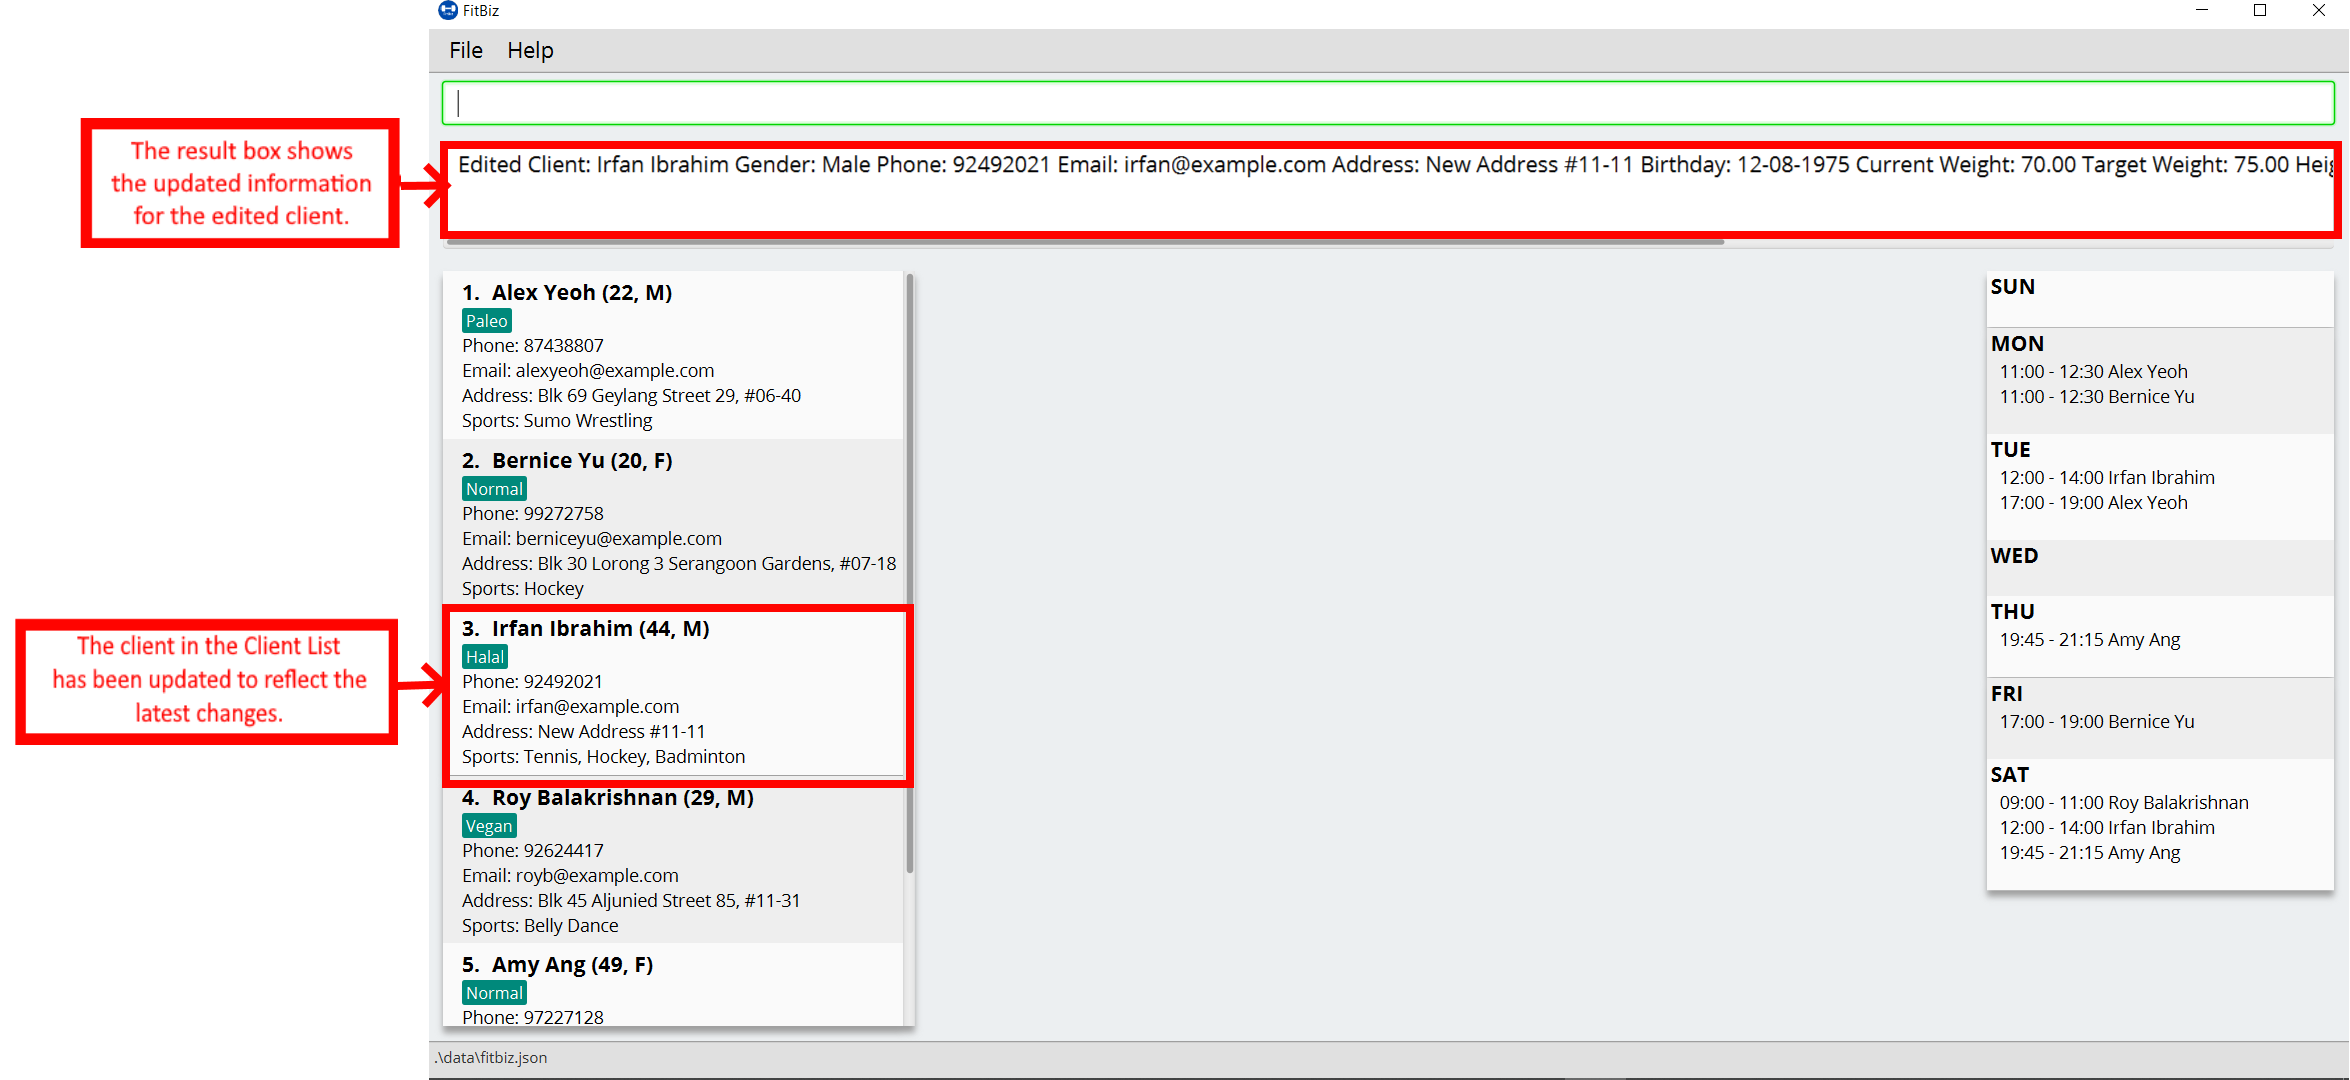 FitBiz
File Help
The result box shows
the updated information
for the edited client.
Edited Client: Irfan Ibrahim Gender: Male Phone: 92492021 Email: irfan@example.com Address: New Address #11-11 Birthday: 12-08-1975 Current Weight: 70.00 Target Weight: 75.00
1. Alex Yeoh (22, M)
Paleo
Phone: 87438807
Email: alexyeoh@example.com
Address: Blk 69 Geylang Street 29, #06-40
Sports: Sumo Wrestling
2. Bernice Yu (20, F)
Normal
Phone: 99272758
Email: berniceyu@example.com
Address: Blk 30 Lorong 3 Serangoon Gardens, #07-18
Sports: Hockey
The client in the Client List
has been updated to reflect the
latest changes.
3. Irfan Ibrahim (44, M)
Halal
Phone: 92492021
Email: irfan@example.com
Address: New Address #11-11
Sports: Tennis, Hockey, Badminton
4. Roy Balakrishnan (29, M)
Vegan
Phone: 92624417
Email: royb@example.com
Address: Blk 45 Aljunied Street 85, #11-31
Sports: Belly Dance
5. Amy Ang (49, F)
Normal
Phone: 97227128
SUN
MON
11:00 - 12:30 Alex Yeoh
11:00 - 12:30 Bernice Yu
TUE
12:00 - 14:00 Irfan Ibrahim
17:00 - 19:00 Alex Yeoh
WED
THU
19:45 - 21:15 Amy Ang
FRI
17:00 - 19:00 Bernice Yu
SAT
09:00 - 11:00 Roy Balakrishnan
12:00 - 14:00 Irfan Ibrahim
19:45 - 21:15 Amy Ang
.\data\fitbiz.json